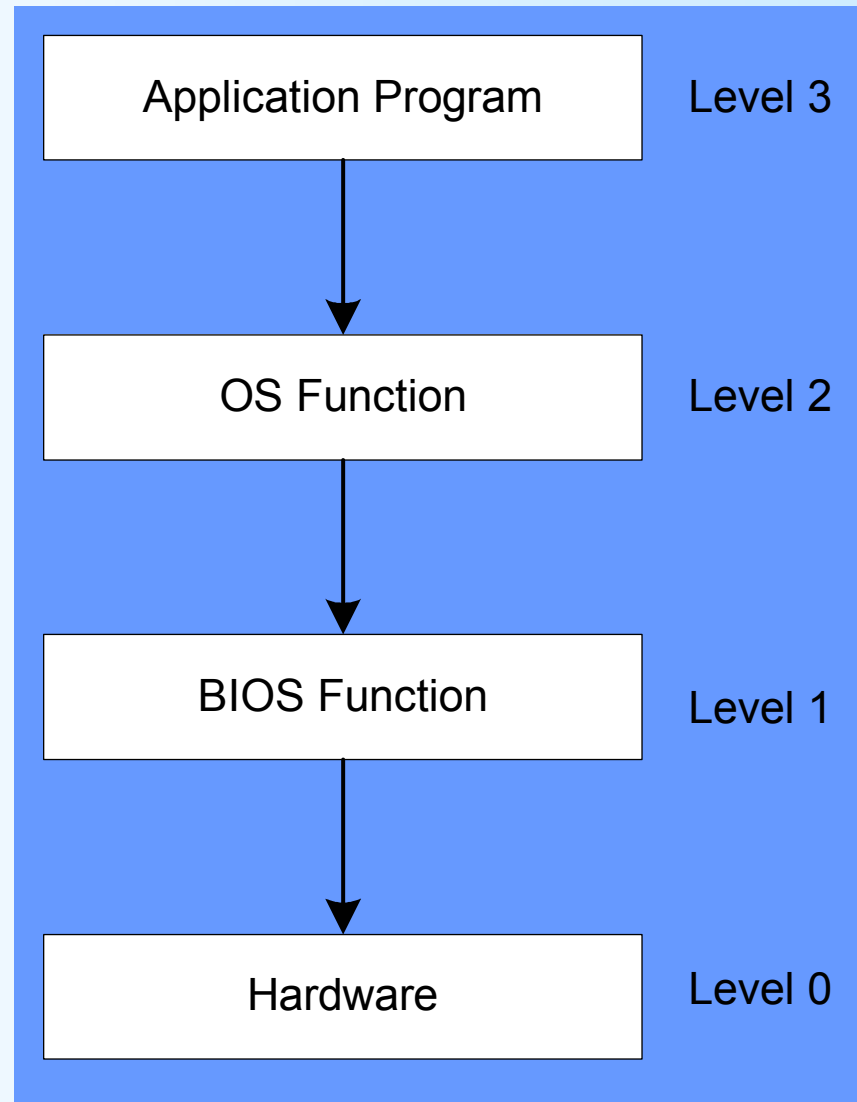 Application Program
Level 3
OS Function
Level 2
BIOS Function
Level 1
Hardware
Level 0